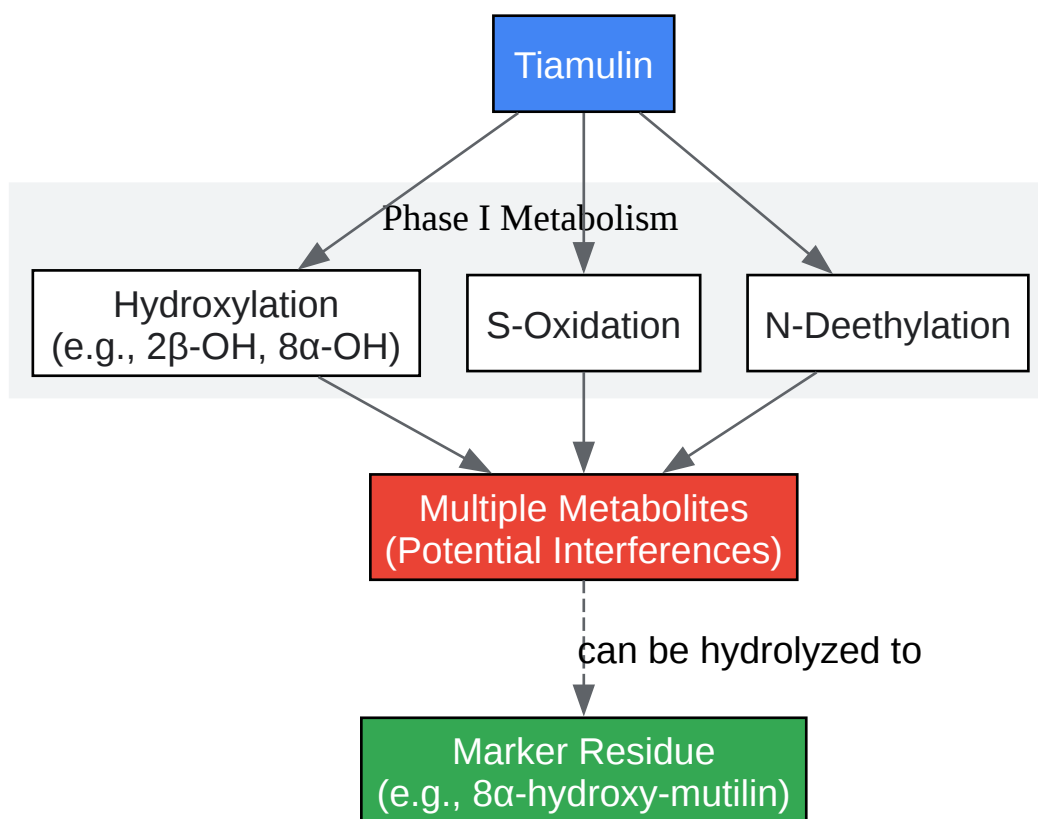 Tiamulin
Phase I Metabolism
Hydroxylation
(e.g., 2β-OH, 8α-OH)
S-Oxidation
N-Deethylation
Multiple Metabolites
(Potential Interferences)
can be hydrolyzed to
Marker Residue
(e.g., 8α-hydroxy-mutilin)